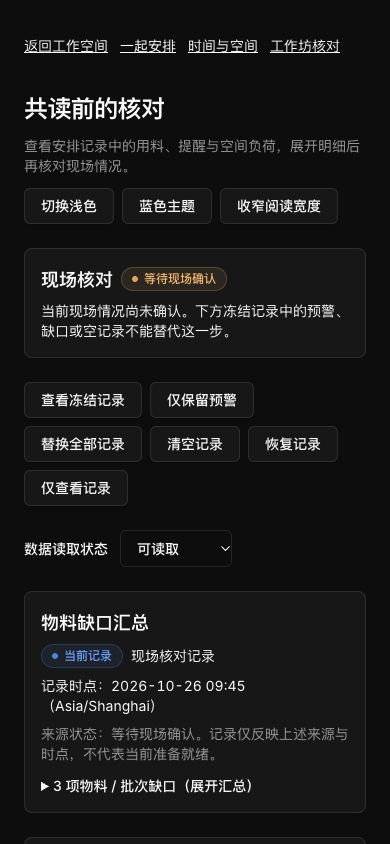 返回工作空间 一起安排 时间与空间 工作坊核对
共读前的核对
查看安排记录中的用料、提醒与空间负荷，展开明细后
再核对现场情况。
切换浅色 蓝色主题 收窄阅读宽度
现场核对 等待现场确认
当前现场情况尚未确认。下方冻结记录中的预警、
缺口或空记录不能替代这一步。
查看冻结记录 仅保留预警
替换全部记录 清空记录 恢复记录
仅查看记录
数据读取状态 可读取
物料缺口汇总
当前记录 现场核对记录
记录时点：2026-10-26 09:45
（Asia/Shanghai）
来源状态：等待现场确认。记录仅反映上述来源与
时点，不代表当前准备就绪。
3 项物料 / 批次缺口（展开汇总）